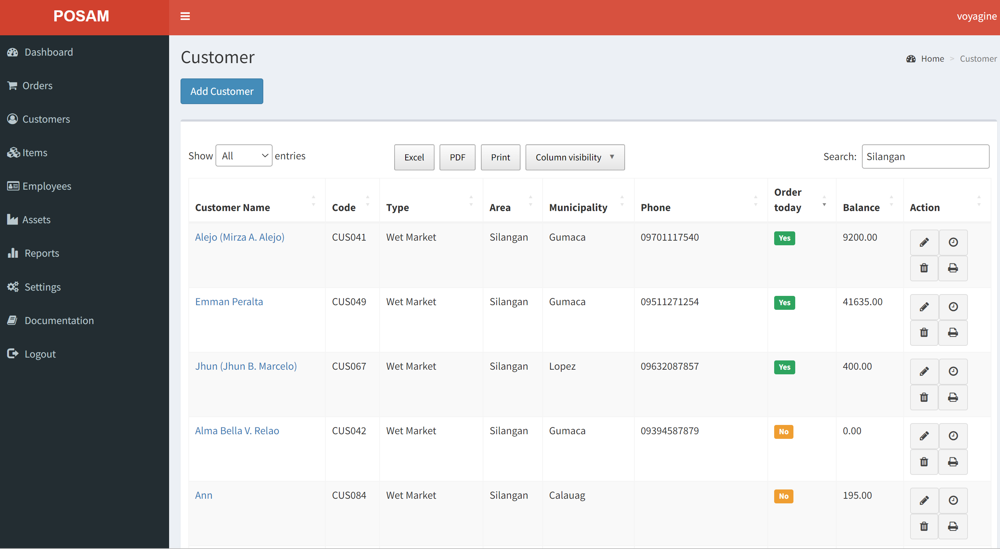 POSAM
voyagine
Dashboard
Orders
Customers
Items
Employees
Assets
Reports
Settings
Documentation
Logout
Customer
Home > Customer
Add Customer
Show All entries
Excel PDF Print Column visibility ▼
Search: Silangan
Customer Name Code Type Area Municipality Phone Order today Balance Action
Alejo (Mirza A. Alejo) CUS041 Wet Market Silangan Gumaca 09701117540 Yes 9200.00
Emman Peralta CUS049 Wet Market Silangan Gumaca 09511271254 Yes 41635.00
Jhun (Jhun B. Marcelo) CUS067 Wet Market Silangan Lopez 09632087857 Yes 400.00
Alma Bella V. Relao CUS042 Wet Market Silangan Gumaca 09394587879 No 0.00
Ann CUS084 Wet Market Silangan Calauag No 195.00